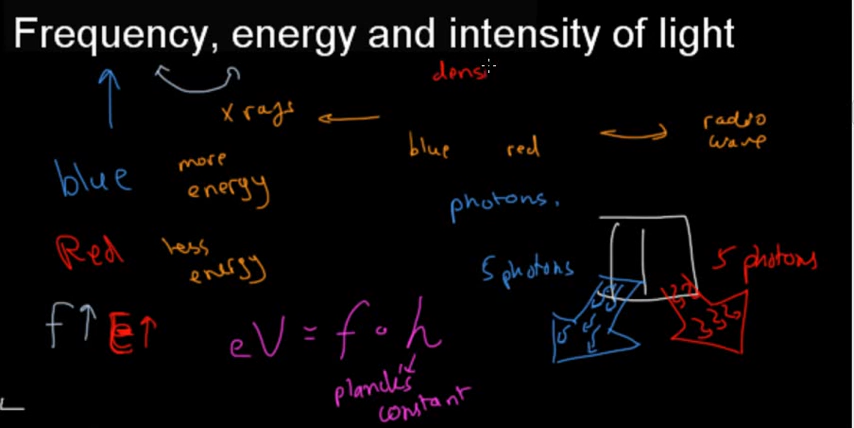 Frequency, energy and intensity of light
densi
x rays
radio
wave
blue red
blue more
energy
photons.
Red less
energy
5 photons
5 photons
f↑ E↑
eV = f • h
plancks
constant